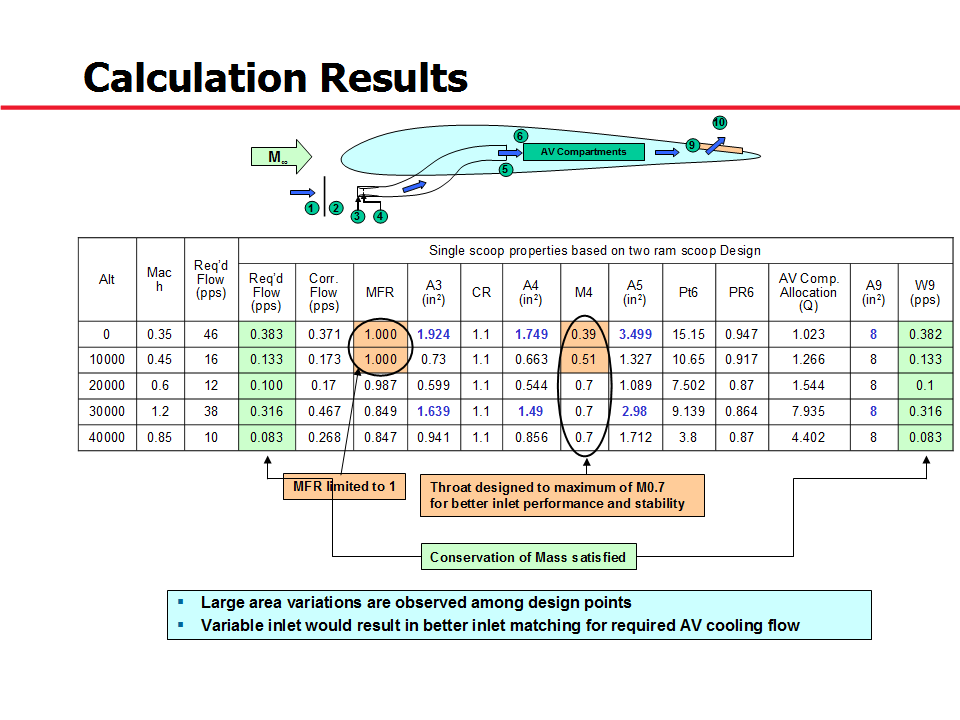 Calculation Results
10
6
M∞
AV Compartments
9
5
1
2
3
4
Single scoop properties based on two ram scoop Design
Alt
Mac
h
Req'd
Flow
(pps)
Req'd
Flow
(pps)
Corr.
Flow
(pps)
MFR
A3
(in²)
CR
A4
(in²)
M4
A5
(in²)
Pt6
PR6
AV Comp.
Allocation
(Q)
A9
(in²)
W9
(pps)
0 0.35 46 0.383 0.371 1.000 1.924 1.1 1.749 0.39 3.499 15.15 0.947 1.023 8 0.382
10000 0.45 16 0.133 0.173 1.000 0.73 1.1 0.663 0.51 1.327 10.65 0.917 1.266 8 0.133
20000 0.6 12 0.100 0.17 0.987 0.599 1.1 0.544 0.7 1.089 7.502 0.87 1.544 8 0.1
30000 1.2 38 0.316 0.467 0.849 1.639 1.1 1.49 0.7 2.98 9.139 0.864 7.935 8 0.316
40000 0.85 10 0.083 0.268 0.847 0.941 1.1 0.856 0.7 1.712 3.8 0.87 4.402 8 0.083
MFR limited to 1
Throat designed to maximum of M0.7
for better inlet performance and stability
Conservation of Mass satisfied
▪ Large area variations are observed among design points
▪ Variable inlet would result in better inlet matching for required AV cooling flow